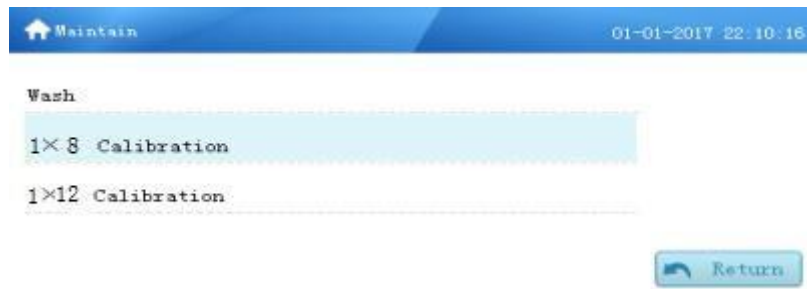 Maintain
01-01-2017 22:10:16
Wash
1× 8 Calibration
1×12 Calibration
Return